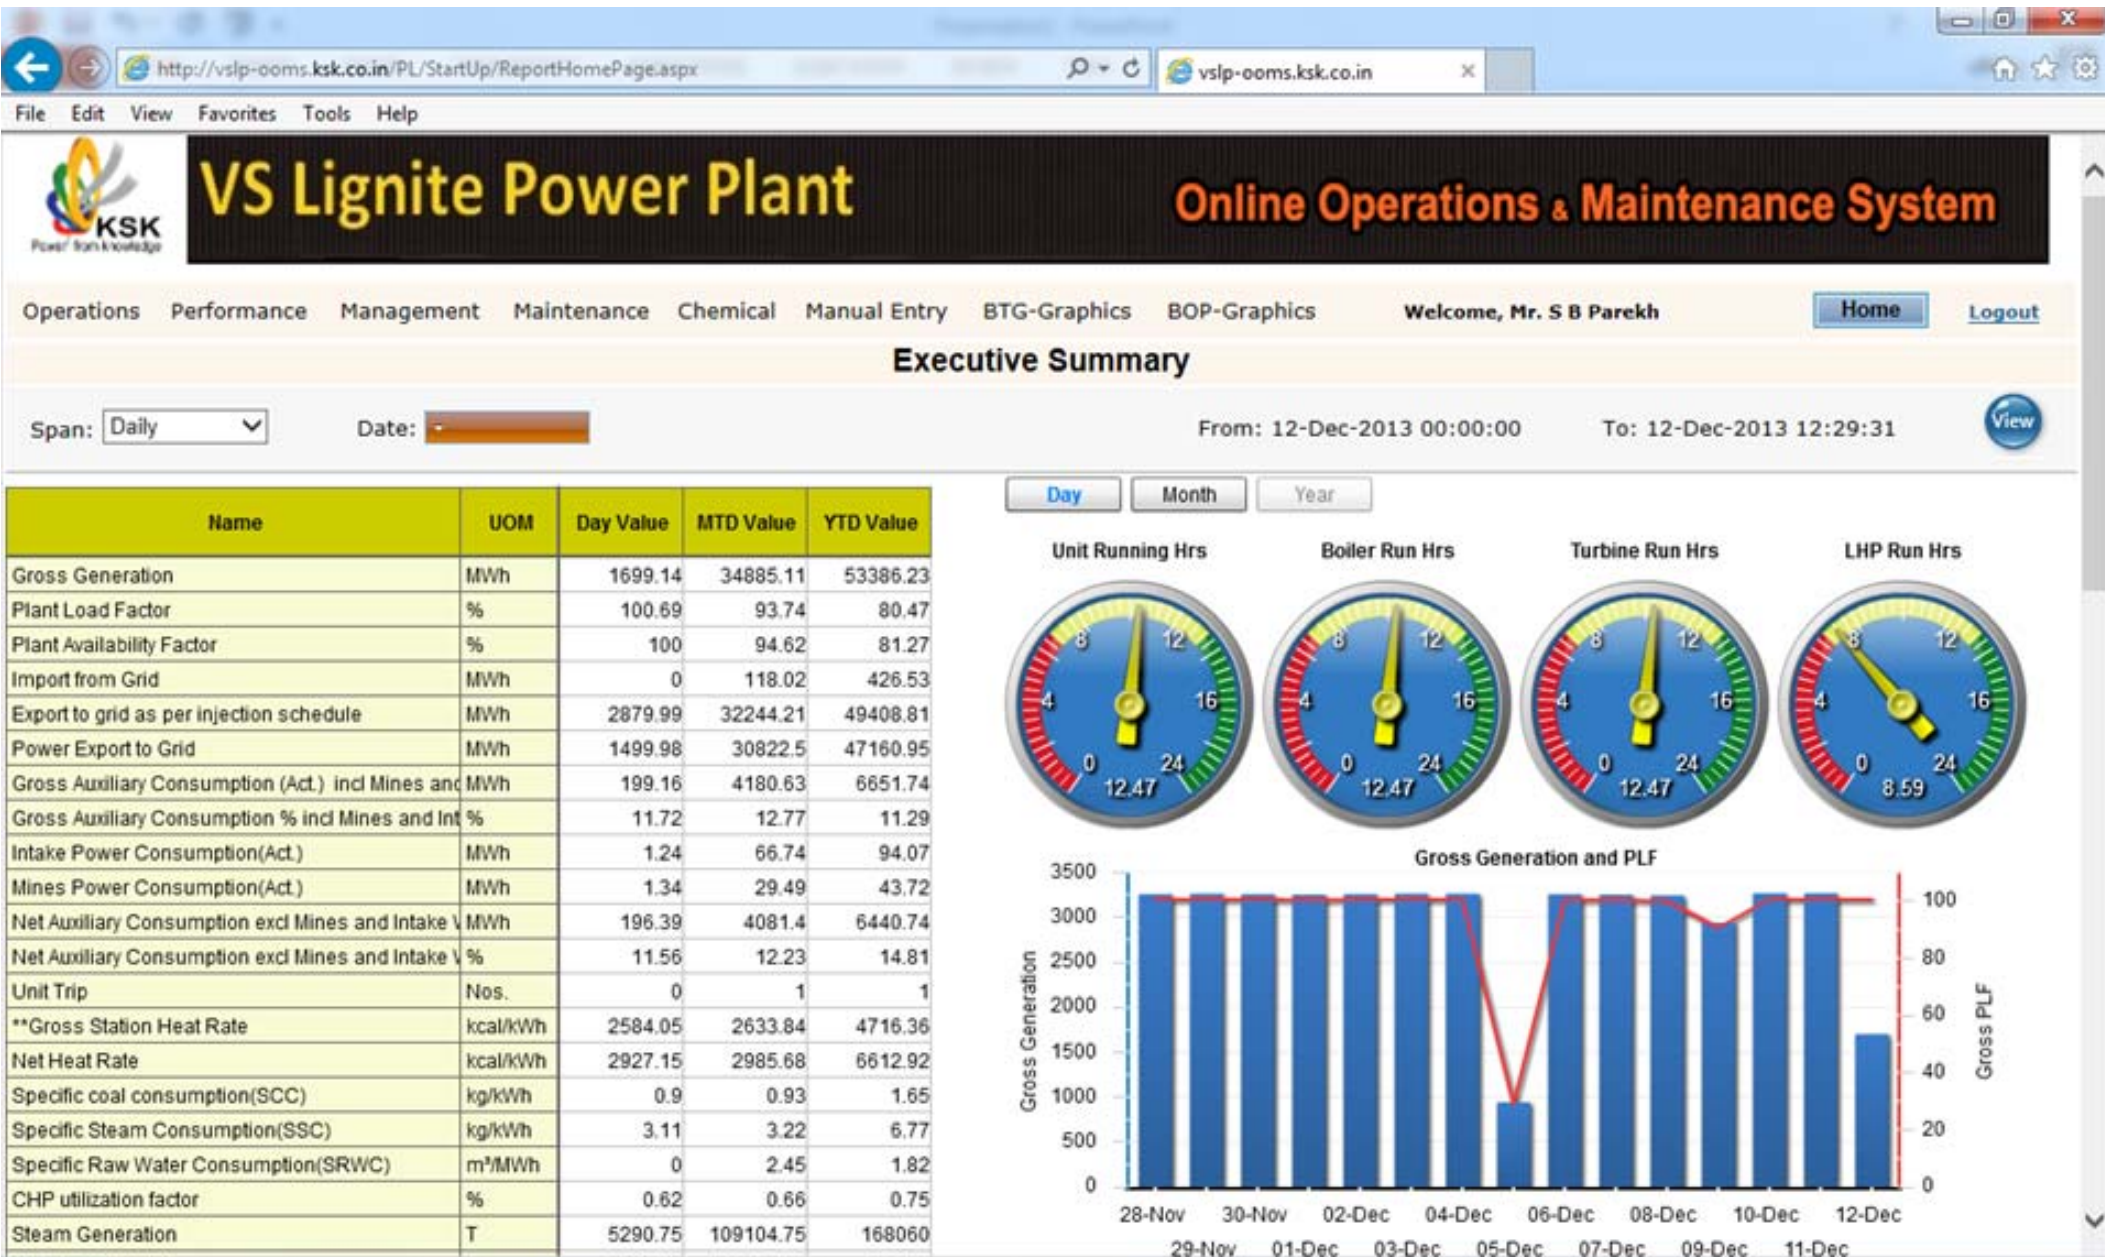 http://vslp-ooms.ksk.co.in/PL/StartUp/ReportHomePage.aspx
vslp-ooms.ksk.co.in
File Edit View Favorites Tools Help
KSK
Power from knowledge
VS Lignite Power Plant
Online Operations & Maintenance System
Operations Performance Management Maintenance Chemical Manual Entry BTG-Graphics BOP-Graphics Welcome, Mr. S B Parekh Home Logout
Executive Summary
Span: Daily Date: From: 12-Dec-2013 00:00:00 To: 12-Dec-2013 12:29:31 View
Name UOM Day Value MTD Value YTD Value
Gross Generation MWh 1699.14 34885.11 53386.23
Plant Load Factor % 100.69 93.74 80.47
Plant Availability Factor % 100 94.62 81.27
Import from Grid MWh 0 118.02 426.53
Export to grid as per injection schedule MWh 2879.99 32244.21 49408.81
Power Export to Grid MWh 1499.98 30822.5 47160.95
Gross Auxiliary Consumption (Act.) incl Mines and MWh 199.16 4180.63 6651.74
Gross Auxiliary Consumption % incl Mines and Int % 11.72 12.77 11.29
Intake Power Consumption(Act.) MWh 1.24 66.74 94.07
Mines Power Consumption(Act.) MWh 1.34 29.49 43.72
Net Auxiliary Consumption excl Mines and Intake MWh 196.39 4081.4 6440.74
Net Auxiliary Consumption excl Mines and Intake % 11.56 12.23 14.81
Unit Trip Nos. 0 1 1
**Gross Station Heat Rate kcal/kWh 2584.05 2633.84 4716.36
Net Heat Rate kcal/kWh 2927.15 2985.68 6612.92
Specific coal consumption(SCC) kg/kWh 0.9 0.93 1.65
Specific Steam Consumption(SSC) kg/kWh 3.11 3.22 6.77
Specific Raw Water Consumption(SRWC) m³/MWh 0 2.45 1.82
CHP utilization factor % 0.62 0.66 0.75
Steam Generation T 5290.75 109104.75 168060
Day Month Year
Unit Running Hrs Boiler Run Hrs Turbine Run Hrs LHP Run Hrs
8 12 8 12 8 12 8 12
4 16 4 16 4 16 4 16
0 24 0 24 0 24 0 24
12.47 12.47 12.47 8.59
Gross Generation and PLF
3500
3000
2500
2000
1500
1000
500
0
Gross Generation
100
80
60
40
20
0
Gross PLF
28-Nov 30-Nov 02-Dec 04-Dec 06-Dec 08-Dec 10-Dec 12-Dec
29-Nov 01-Dec 03-Dec 05-Dec 07-Dec 09-Dec 11-Dec